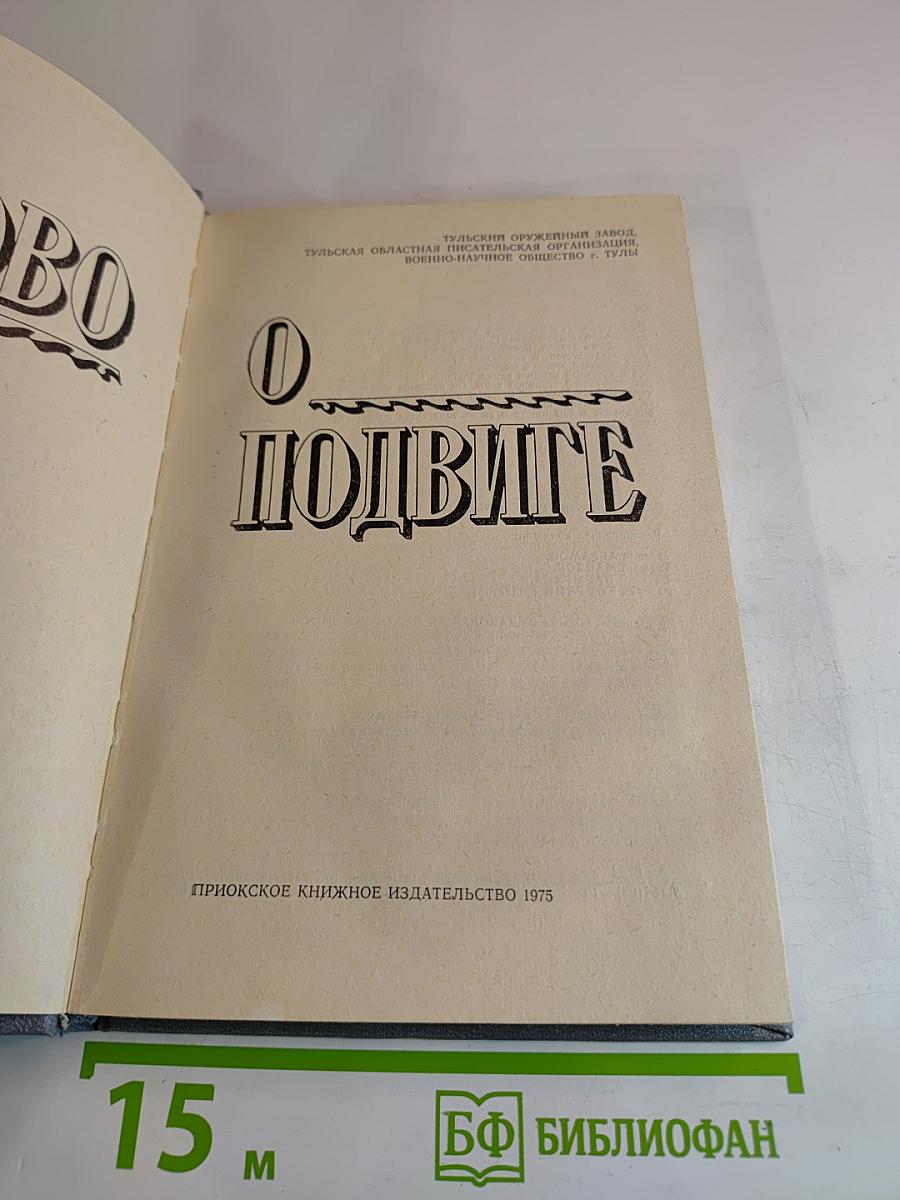 ОВО
ТУЛЬСКИЙ ОРУЖЕЙНЫЙ ЗАВОД,
ТУЛЬСКАЯ ОБЛАСТНАЯ ПИСАТЕЛЬСКАЯ ОРГАНИЗАЦИЯ,
ВОЕННО-НАУЧНОЕ ОБЩЕСТВО г. ТУЛЫ
О
ПОДВИГЕ
ПРИОКСКОЕ КНИЖНОЕ ИЗДАТЕЛЬСТВО 1975
15 м
БФ БИБЛИОФАН